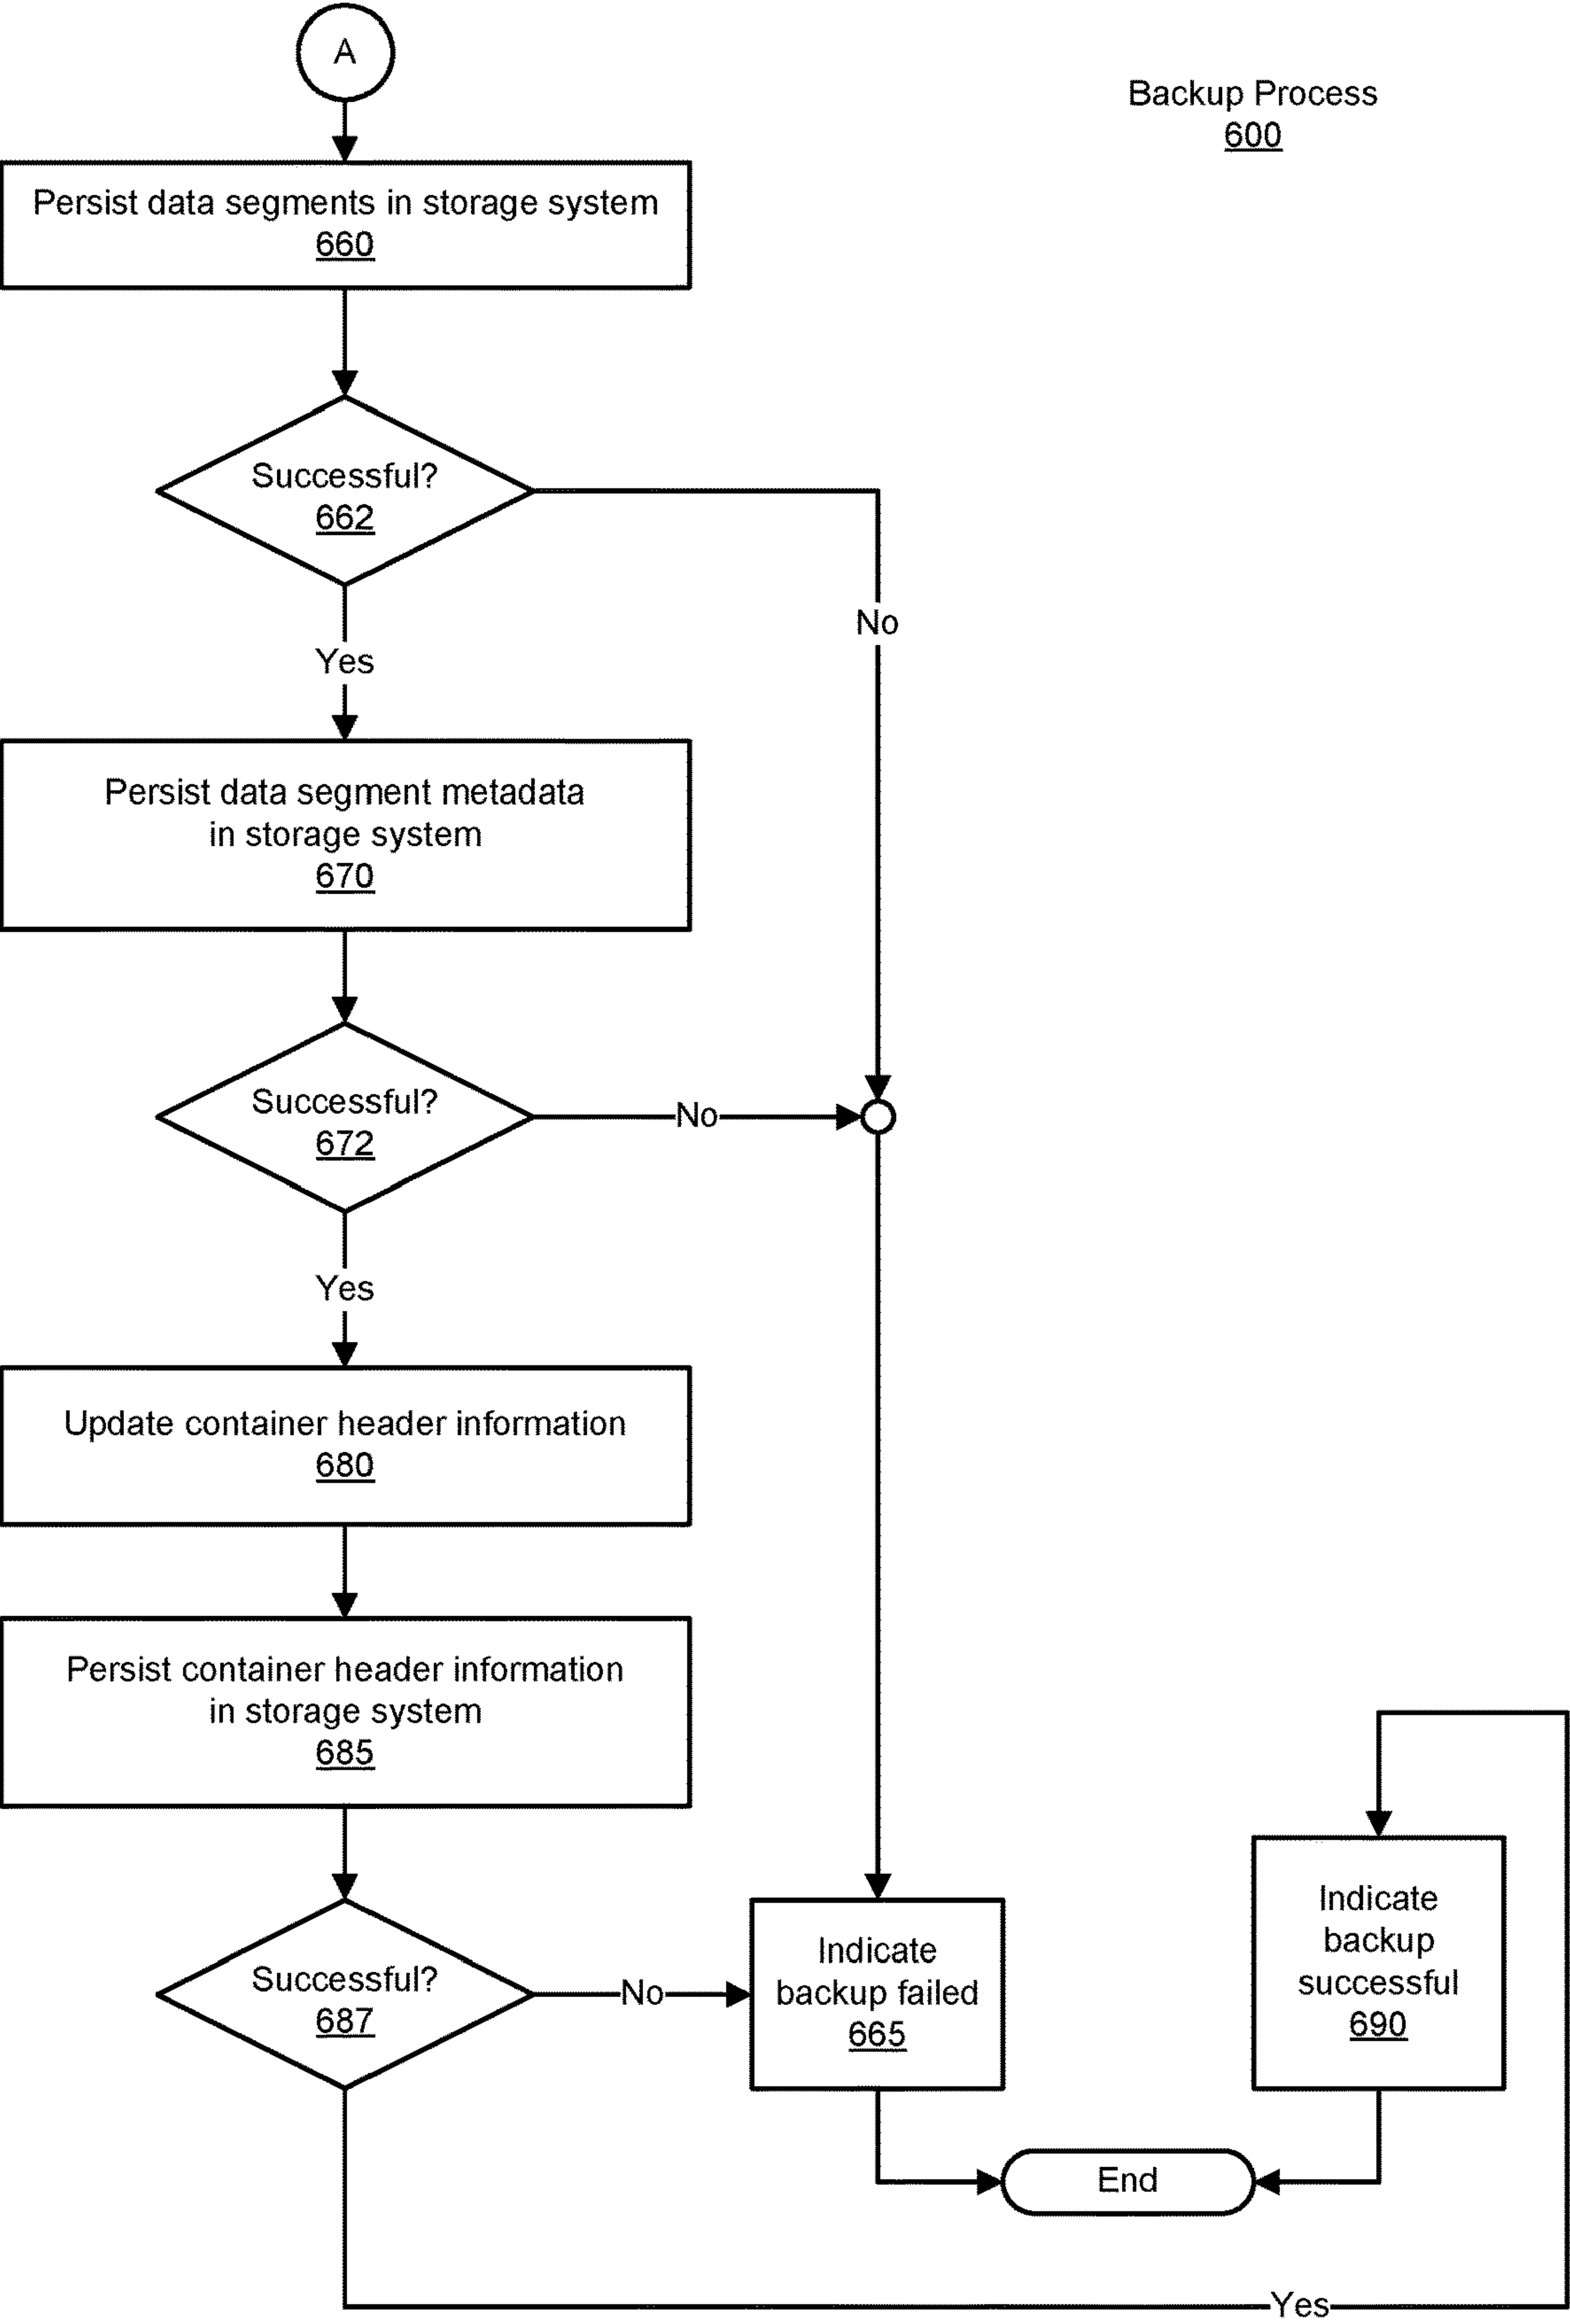 A
Backup Process
600
Persist data segments in storage system
660
Successful?
662
No
Yes
Persist data segment metadata
in storage system
670
Successful?
672
No
Yes
Update container header information
680
Persist container header information
in storage system
685
Successful?
687
No
Indicate
backup failed
665
Indicate
backup
successful
690
End
Yes